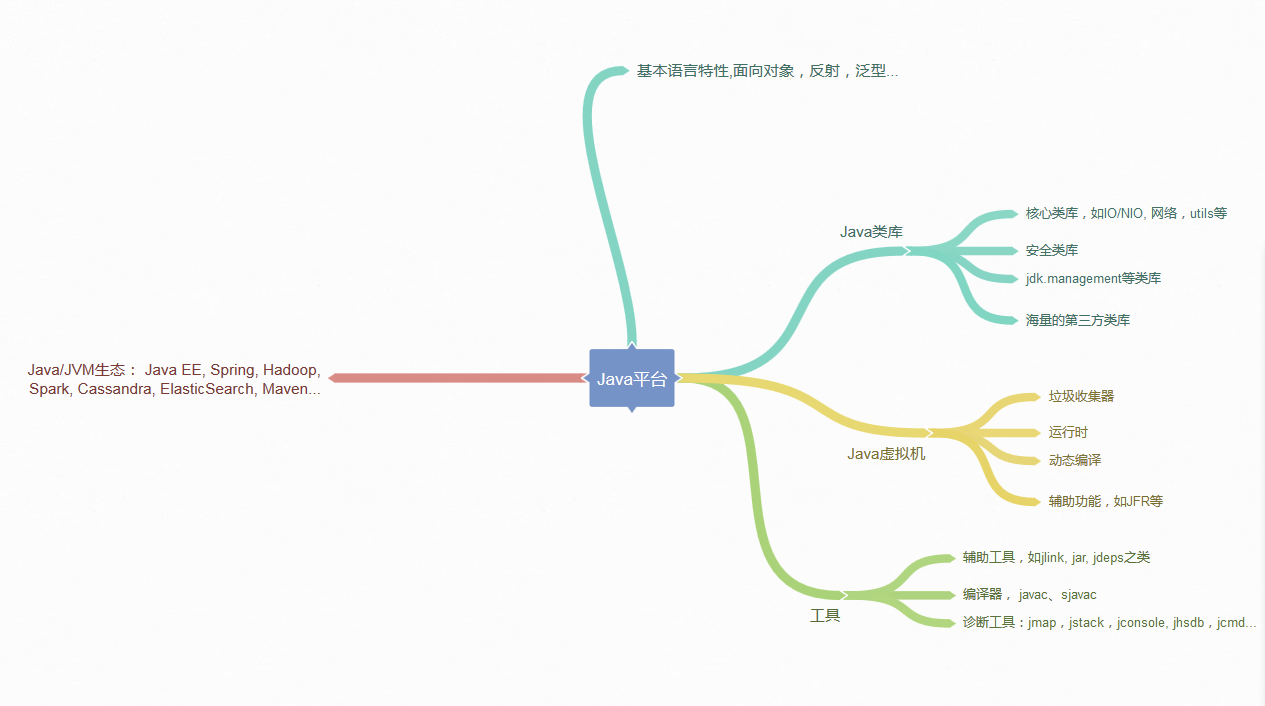 基本语言特性,面向对象，反射，泛型...
Java类库
核心类库，如IO/NIO, 网络，utils等
安全类库
jdk.management等类库
海量的第三方类库
Java/JVM生态： Java EE, Spring, Hadoop,
Spark, Cassandra, ElasticSearch, Maven...
Java平台
Java虚拟机
垃圾收集器
运行时
动态编译
辅助功能，如JFR等
工具
辅助工具，如jlink, jar, jdeps之类
编译器， javac、sjavac
诊断工具：jmap，jstack，jconsole, jhsdb，jcmd...